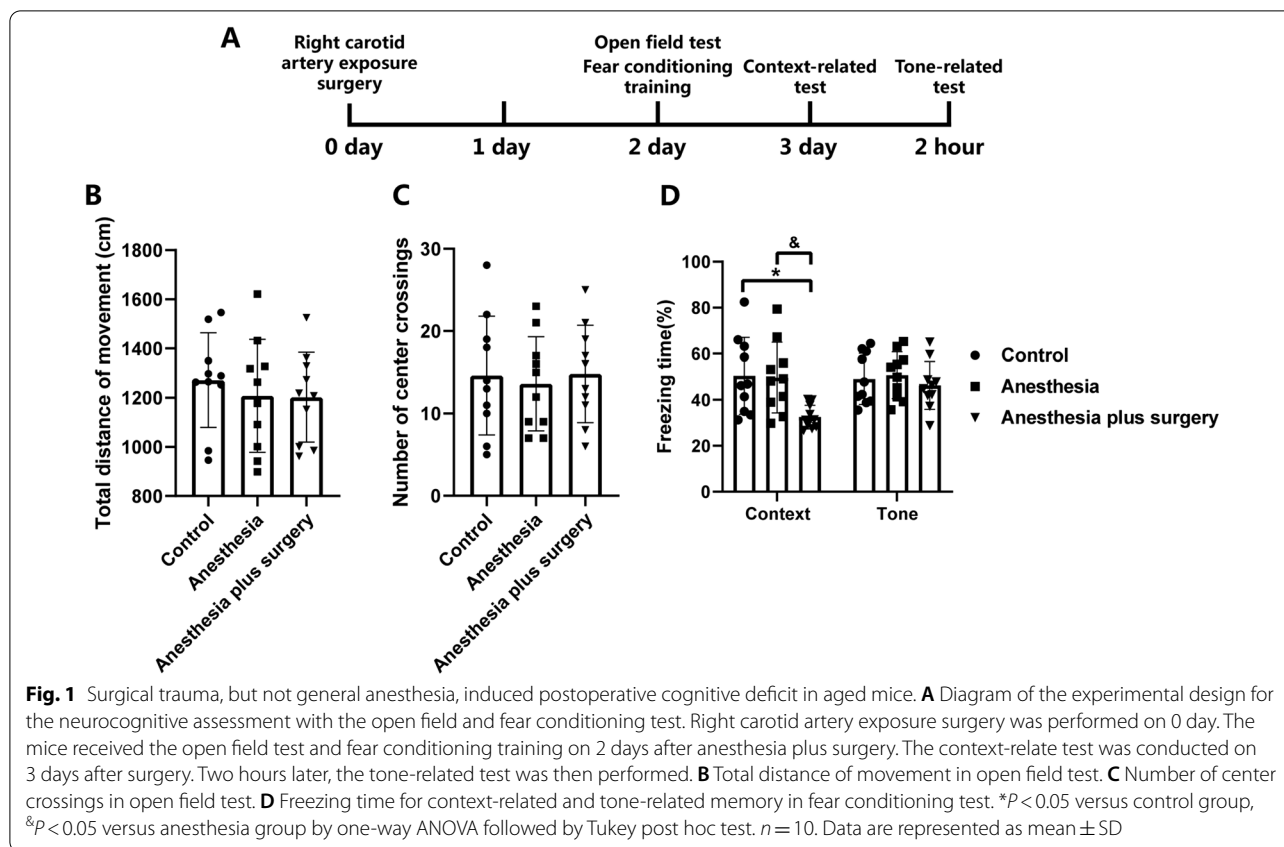 A
Right carotid
artery exposure
surgery
Open field test
Fear conditioning
training
Context-related
test
Tone-related
test
0 day
1 day
2 day
3 day
2 hour
B
Total distance of movement (cm)
1800
1600
1400
1200
1000
800
Control
Anesthesia
Anesthesia plus surgery
C
Number of center crossings
30
20
10
0
Control
Anesthesia
Anesthesia plus surgery
D
Freezing time(%)
100
80
60
40
20
0
&
*
Context
Tone
Control
Anesthesia
Anesthesia plus surgery
Fig. 1 Surgical trauma, but not general anesthesia, induced postoperative cognitive deficit in aged mice. A Diagram of the experimental design for
the neurocognitive assessment with the open field and fear conditioning test. Right carotid artery exposure surgery was performed on 0 day. The
mice received the open field test and fear conditioning training on 2 days after anesthesia plus surgery. The context-relate test was conducted on
3 days after surgery. Two hours later, the tone-related test was then performed. B Total distance of movement in open field test. C Number of center
crossings in open field test. D Freezing time for context-related and tone-related memory in fear conditioning test. *P < 0.05 versus control group,
&P < 0.05 versus anesthesia group by one-way ANOVA followed by Tukey post hoc test. n = 10. Data are represented as mean ± SD